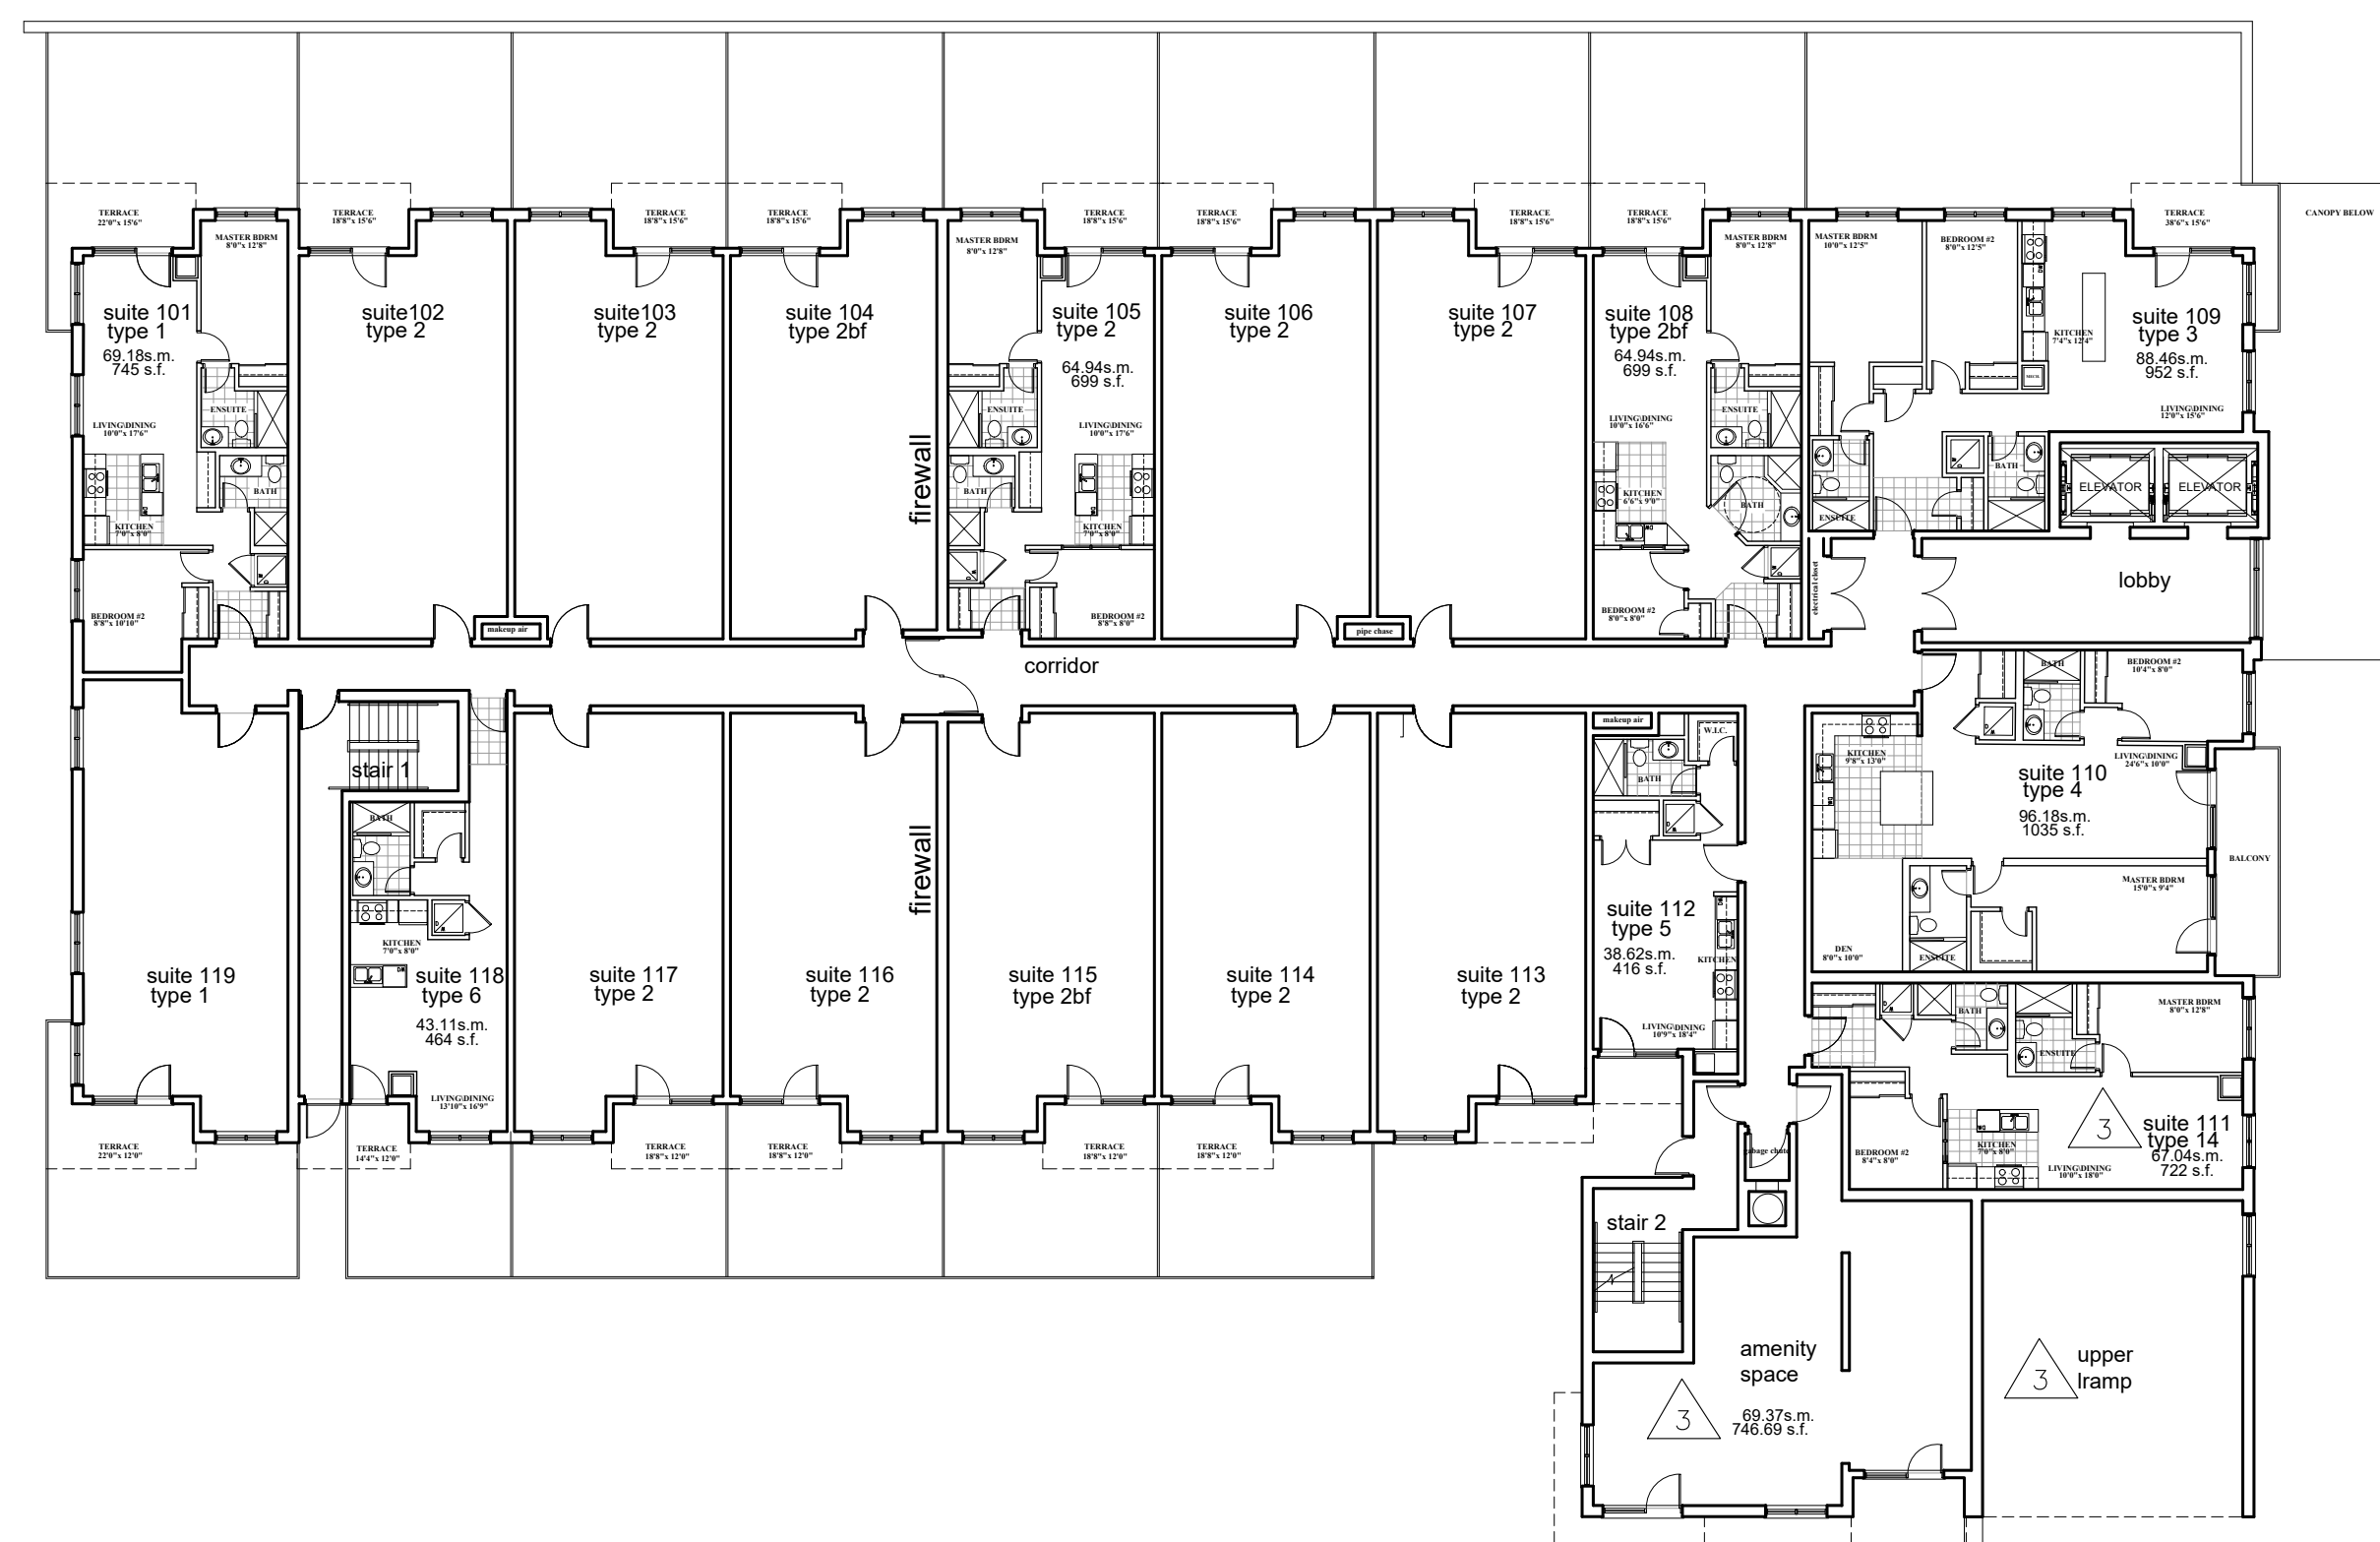 TERRACE
22'0"x 15'6"
TERRACE
18'8"x 15'6"
TERRACE
18'8"x 15'6"
TERRACE
18'8"x 15'6"
TERRACE
18'8"x 15'6"
TERRACE
18'8"x 15'6"
TERRACE
18'8"x 15'6"
TERRACE
18'8"x 15'6"
TERRACE
38'6"x 15'6"
CANOPY BELOW
MASTER BDRM
8'0"x 12'8"
suite 101
type 1
69.18s.m.
745 s.f.
ENSUITE
LIVING\DINING
10'0"x 17'6"
BATH
KITCHEN
7'0"x 8'0"
BEDROOM #2
8'8"x 10'10"
suite102
type 2
makeup air
suite103
type 2
suite 104
type 2bf
firewall
MASTER BDRM
8'0"x 12'8"
suite 105
type 2
64.94s.m.
699 s.f.
ENSUITE
LIVING\DINING
10'0"x 17'6"
BATH
KITCHEN
7'0"x 8'0"
BEDROOM #2
8'8"x 8'0"
suite 106
type 2
pipe chase
suite 107
type 2
MASTER BDRM
8'0"x 12'8"
suite 108
type 2bf
64.94s.m.
699 s.f.
ENSUITE
LIVING\DINING
10'0"x 16'6"
KITCHEN
6'6"x 9'0"
BATH
BEDROOM #2
8'0"x 8'0"
MASTER BDRM
10'0"x 12'5"
BEDROOM #2
8'0"x 12'5"
KITCHEN
7'4"x 12'4"
MECH.
suite 109
type 3
88.46s.m.
952 s.f.
LIVING\DINING
12'0"x 15'6"
BATH
ENSUITE
ELEVATOR
ELEVATOR
electrical closet
lobby
corridor
stair 1
BATH
KITCHEN
7'0"x 8'0"
suite 118
type 6
43.11s.m.
464 s.f.
LIVING\DINING
13'10"x 16'9"
suite 119
type 1
suite 117
type 2
suite 116
type 2
firewall
suite 115
type 2bf
suite 114
type 2
suite 113
type 2
makeup air
W.I.C.
BATH
suite 112
type 5
38.62s.m.
416 s.f.
KITCHEN
LIVING\DINING
10'9"x 18'4"
BATH
BEDROOM #2
10'4"x 8'0"
KITCHEN
9'8"x 13'0"
LIVING\DINING
24'6"x 10'0"
suite 110
type 4
96.18s.m.
1035 s.f.
BALCONY
MASTER BDRM
15'0"x 9'4"
DEN
8'0"x 10'0"
ENSUITE
BATH
MASTER BDRM
8'0"x 12'8"
ENSUITE
3
suite 111
type 14
67.04s.m.
722 s.f.
KITCHEN
7'0"x 8'0"
BEDROOM #2
8'4"x 8'0"
LIVING\DINING
10'0"x 18'0"
TERRACE
22'0"x 12'0"
TERRACE
14'4"x 12'0"
TERRACE
18'8"x 12'0"
TERRACE
18'8"x 12'0"
TERRACE
18'8"x 12'0"
TERRACE
18'8"x 12'0"
gabage chute
stair 2
amenity
space
3
69.37s.m.
746.69 s.f.
3
upper
lramp